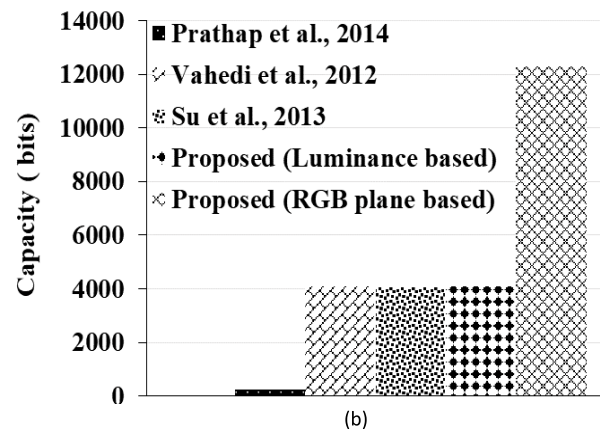 14000
12000
10000
8000
6000
4000
2000
0
Capacity ( bits)
Prathap et al., 2014
Vahedi et al., 2012
Su et al., 2013
Proposed (Luminance based)
Proposed (RGB plane based)
(b)